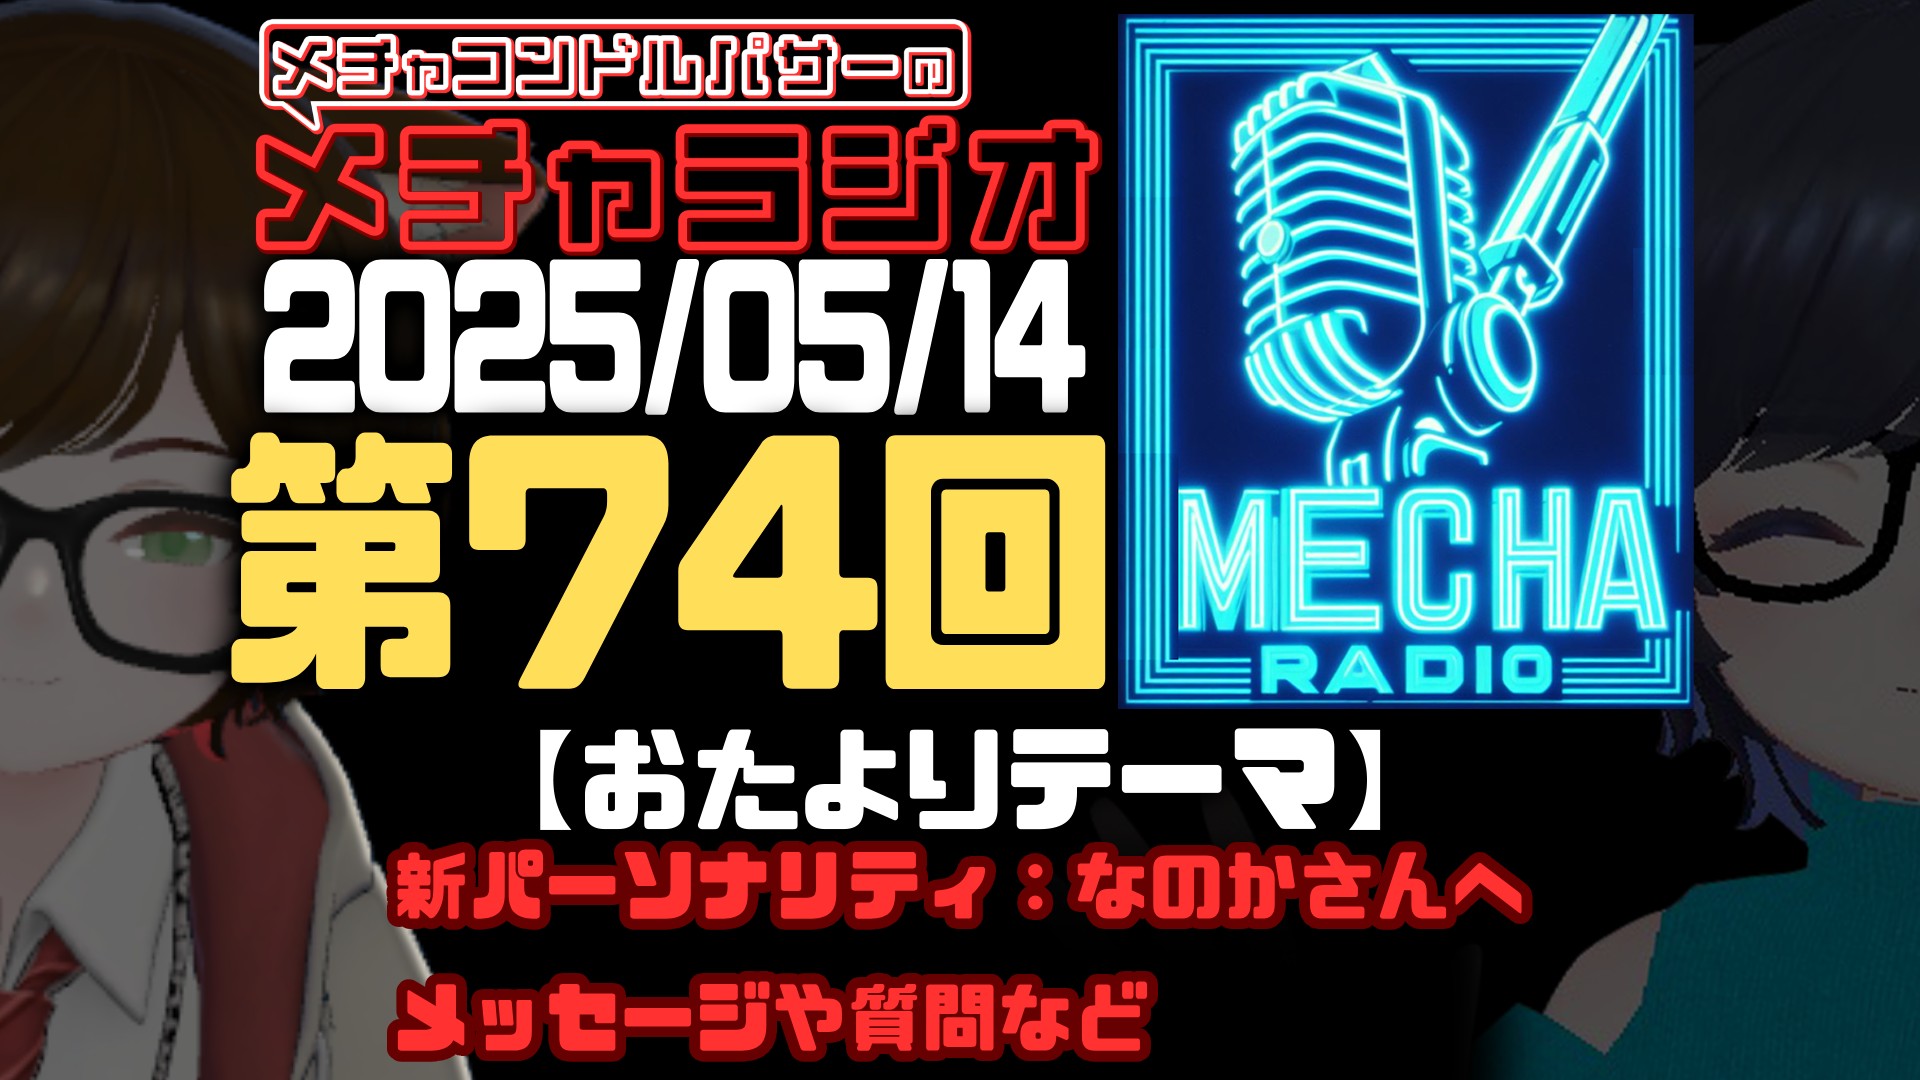 メチャコンドルパサーの
メチャラジオ
2025/05/14
第74回
MECHA
RADIO
【おたよりテーマ】
新パーソナリティ：なのかさんへ
メッセージや質問など